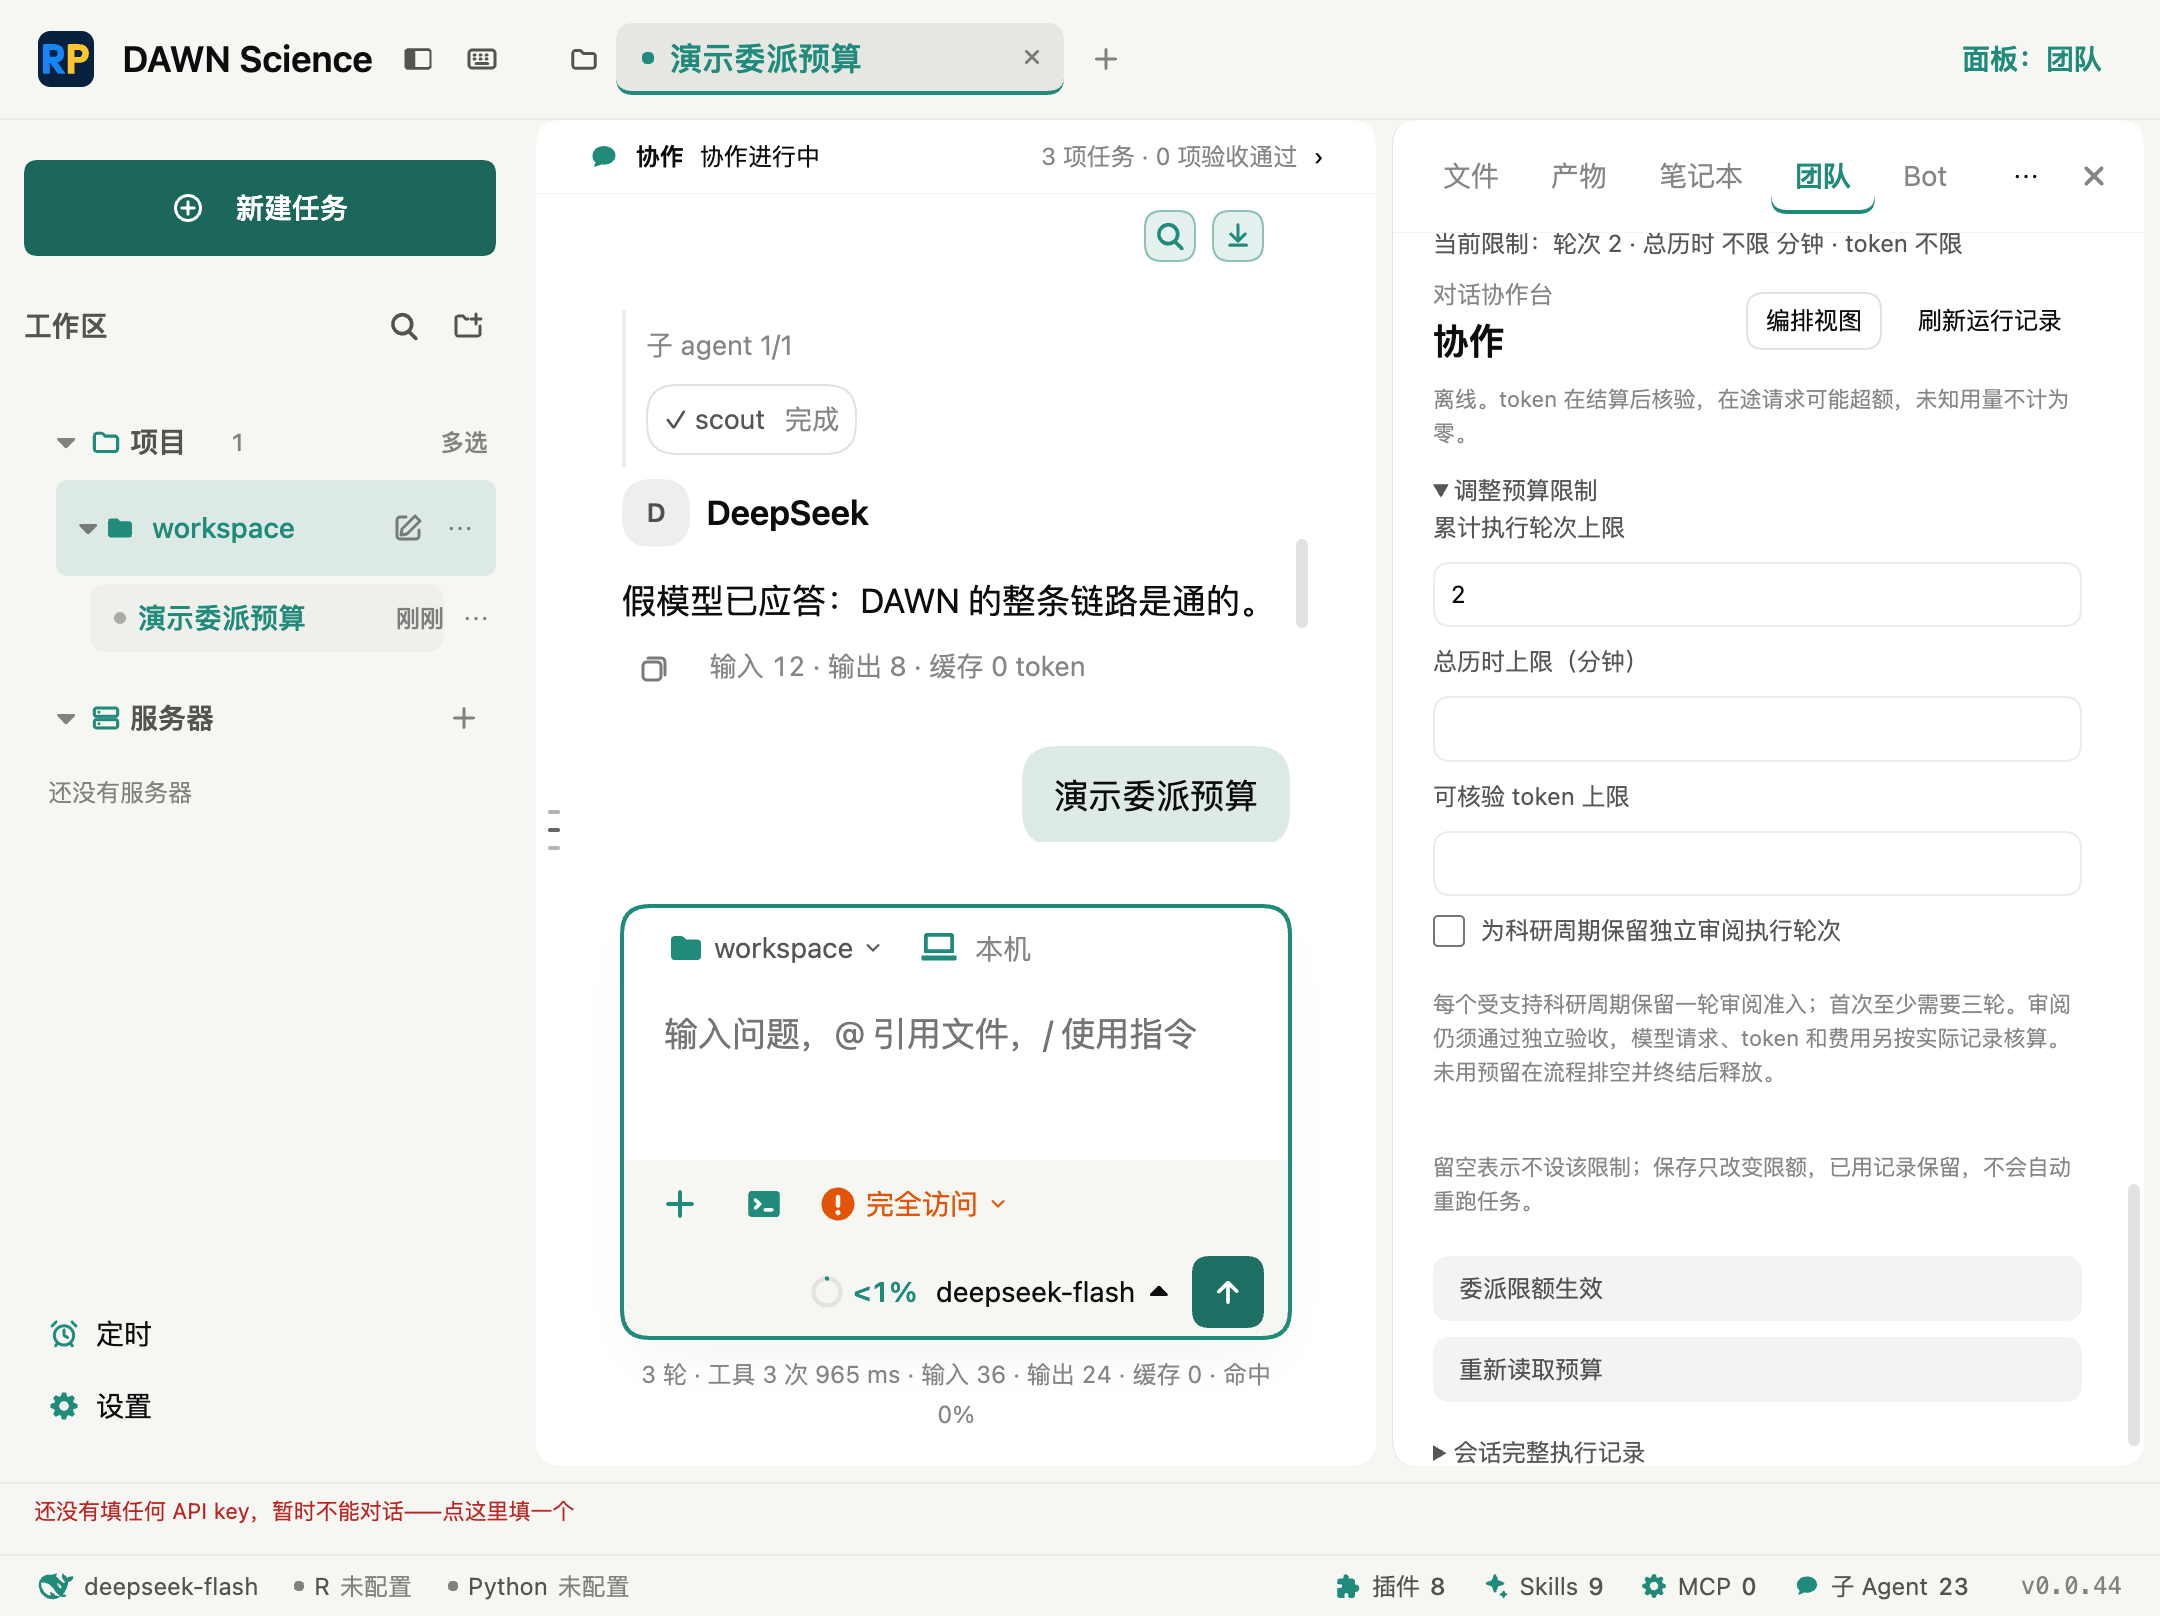 RP DAWN Science
演示委派预算
面板：团队
新建任务
工作区
项目 1 多选
workspace
演示委派预算 刚刚
服务器
还没有服务器
定时
设置
协作 协作进行中 3 项任务 · 0 项验收通过
子 agent 1/1
scout 完成
D DeepSeek
假模型已应答：DAWN 的整条链路是通的。
输入 12 · 输出 8 · 缓存 0 token
演示委派预算
workspace 本机
输入问题，@ 引用文件，/ 使用指令
完全访问
<1% deepseek-flash
3 轮 · 工具 3 次 965 ms · 输入 36 · 输出 24 · 缓存 0 · 命中
0%
文件 产物 笔记本 团队 Bot
当前限制：轮次 2 · 总历时 不限 分钟 · token 不限
对话协作台
协作
编排视图 刷新运行记录
离线。token 在结算后核验，在途请求可能超额，未知用量不计为
零。
调整预算限制
累计执行轮次上限
2
总历时上限（分钟）
可核验 token 上限
为科研周期保留独立审阅执行轮次
每个受支持科研周期保留一轮审阅准入；首次至少需要三轮。审阅
仍须通过独立验收，模型请求、token 和费用另按实际记录核算。
未用预留在流程排空并终结后释放。
留空表示不设该限制；保存只改变限额，已用记录保留，不会自动
重跑任务。
委派限额生效
重新读取预算
会话完整执行记录
还没有填任何 API key，暂时不能对话——点这里填一个
deepseek-flash R 未配置 Python 未配置
插件 8 Skills 9 MCP 0 子 Agent 23 v0.0.44